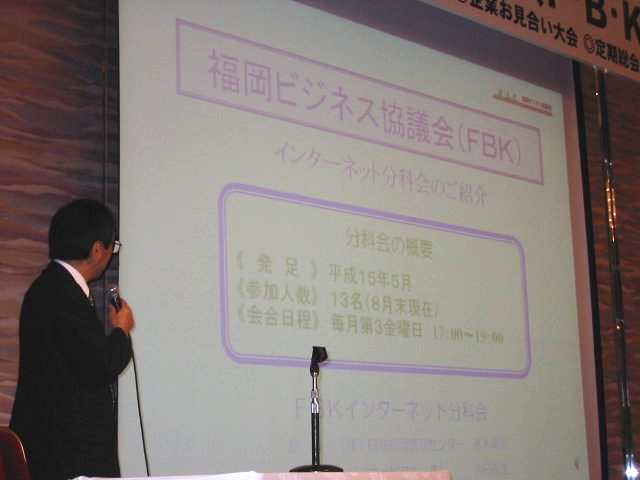 B・K
◎企業お見合い大会 ◎定期総会
福岡ビジネス協議会(FBK)
インターネット分科会のご紹介
分科会の概要
《 発 足 》 平成15年5月
《参加人数》 13名(8月末現在)
《会合日程》 毎月第3金曜日 17:00~19:00
FBKインターネット分科会